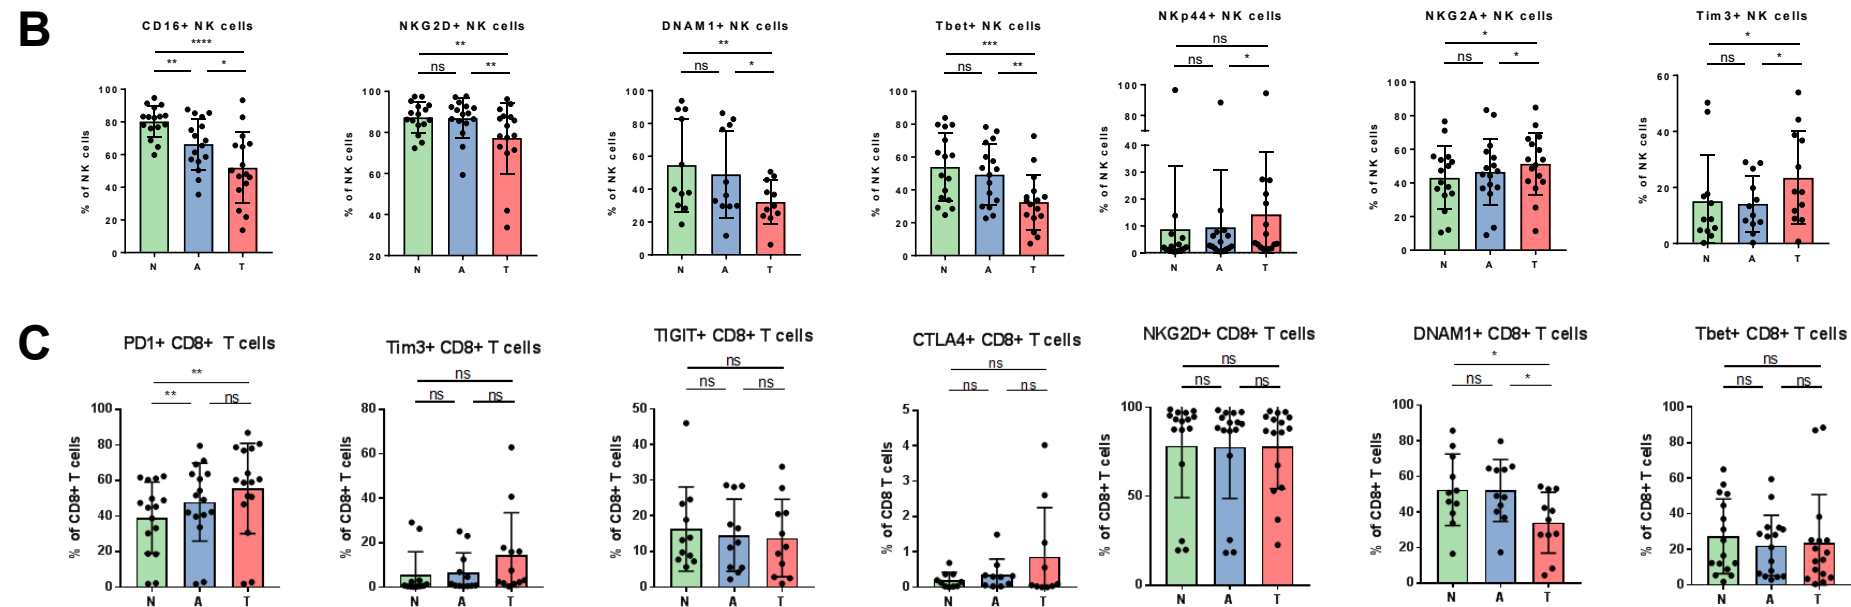 B
CD16+ NK cells
****
** *
% of NK cells
100
80
60
40
20
0
N A T
NKG2D+ NK cells
**
ns **
% of NK cells
100
80
60
40
20
N A T
DNAM1+ NK cells
**
ns *
% of NK cells
100
80
60
40
20
0
N A T
Tbet+ NK cells
***
ns **
% of NK cells
100
80
60
40
20
0
N A T
NKp44+ NK cells
ns
ns *
% of NK cells
100
80
40
30
20
10
0
N A T
NKG2A+ NK cells
*
ns *
% of NK cells
100
80
60
40
20
0
N A T
Tim3+ NK cells
*
ns *
% of NK cells
60
40
20
0
N A T
C
PD1+ CD8+ T cells
**
** ns
% of CD8+ T cells
100
80
60
40
20
0
N A T
Tim3+ CD8+ T cells
ns
ns ns
% of CD8+ T cells
80
60
40
20
0
N A T
TIGIT+ CD8+ T cells
ns
ns ns
% of CD8+ T cells
50
40
30
20
10
0
N A T
CTLA4+ CD8+ T cells
ns
ns ns
% of CD8 T cells
5
4
3
2
1
0
N A T
NKG2D+ CD8+ T cells
ns
ns ns
% of CD8+ T cells
100
50
0
N A T
DNAM1+ CD8+ T cells
*
ns *
% of CD8+ T cells
100
80
60
40
20
0
N A T
Tbet+ CD8+ T cells
ns
ns ns
% of CD8+ T cells
100
80
60
40
20
0
N A T